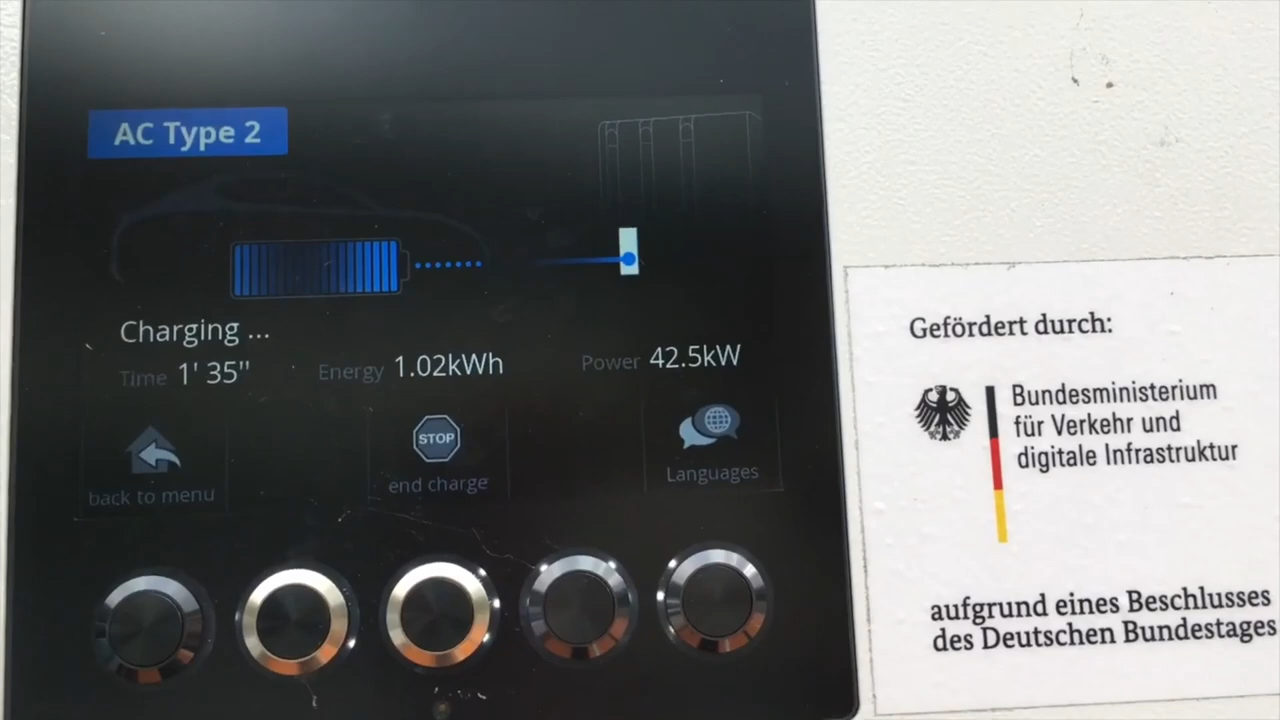 AC Type 2
Charging ...
Time 1' 35" Energy 1.02kWh Power 42.5kW
back to menu
STOP
end charge
Languages
Gefördert durch:
Bundesministerium
für Verkehr und
digitale Infrastruktur
aufgrund eines Beschlusses
des Deutschen Bundestages